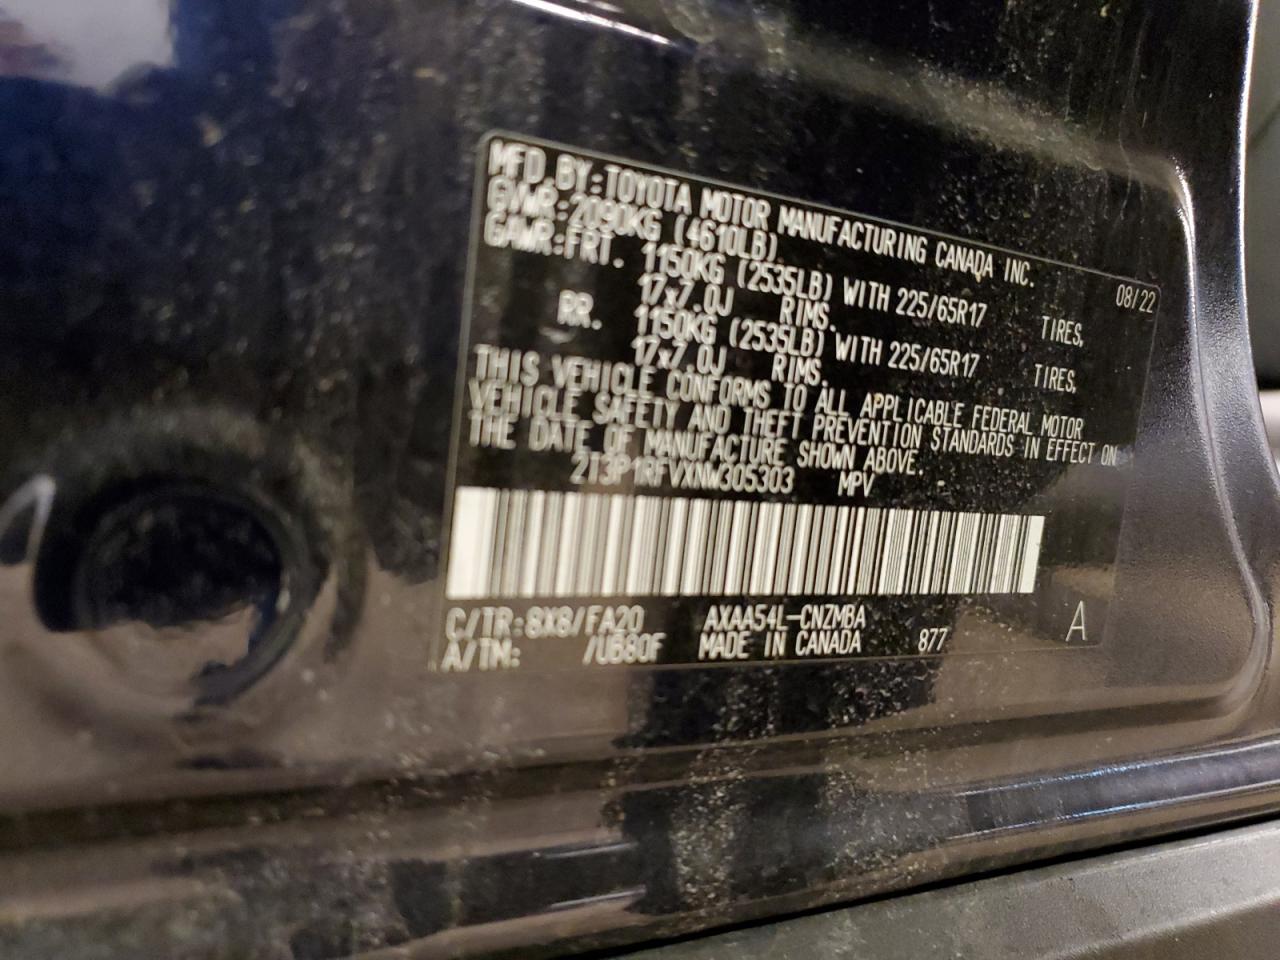 MFD BY:TOYOTA MOTOR MANUFACTURING CANADA INC. 08/22
GVWR:2090KG (4610LB)
GAWR:FRT. 1150KG (2535LB) WITH 225/65R17 TIRES,
17x7.0J RIMS.
RR. 1150KG (2535LB) WITH 225/65R17 TIRES,
17x7.0J RIMS.
THIS VEHICLE CONFORMS TO ALL APPLICABLE FEDERAL MOTOR
VEHICLE SAFETY AND THEFT PREVENTION STANDARDS IN EFFECT ON
THE DATE OF MANUFACTURE SHOWN ABOVE.
2T3P1RFVXNW305303 MPV
C/TR:8X8/FA20 AXAA54L-CNZMBA A
A/TM: /UB80F MADE IN CANADA 877